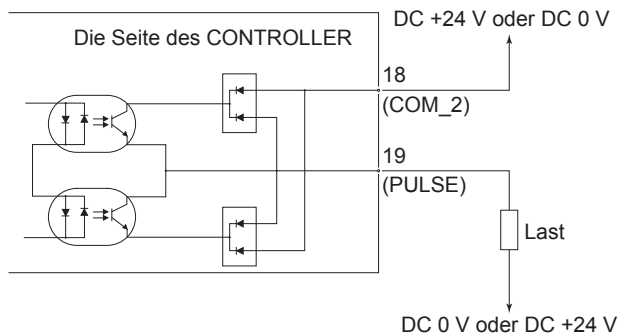 DC +24 V oder DC 0 V
Die Seite des CONTROLLER
18
(COM_2)
19
(PULSE)
Last
DC 0 V oder DC +24 V